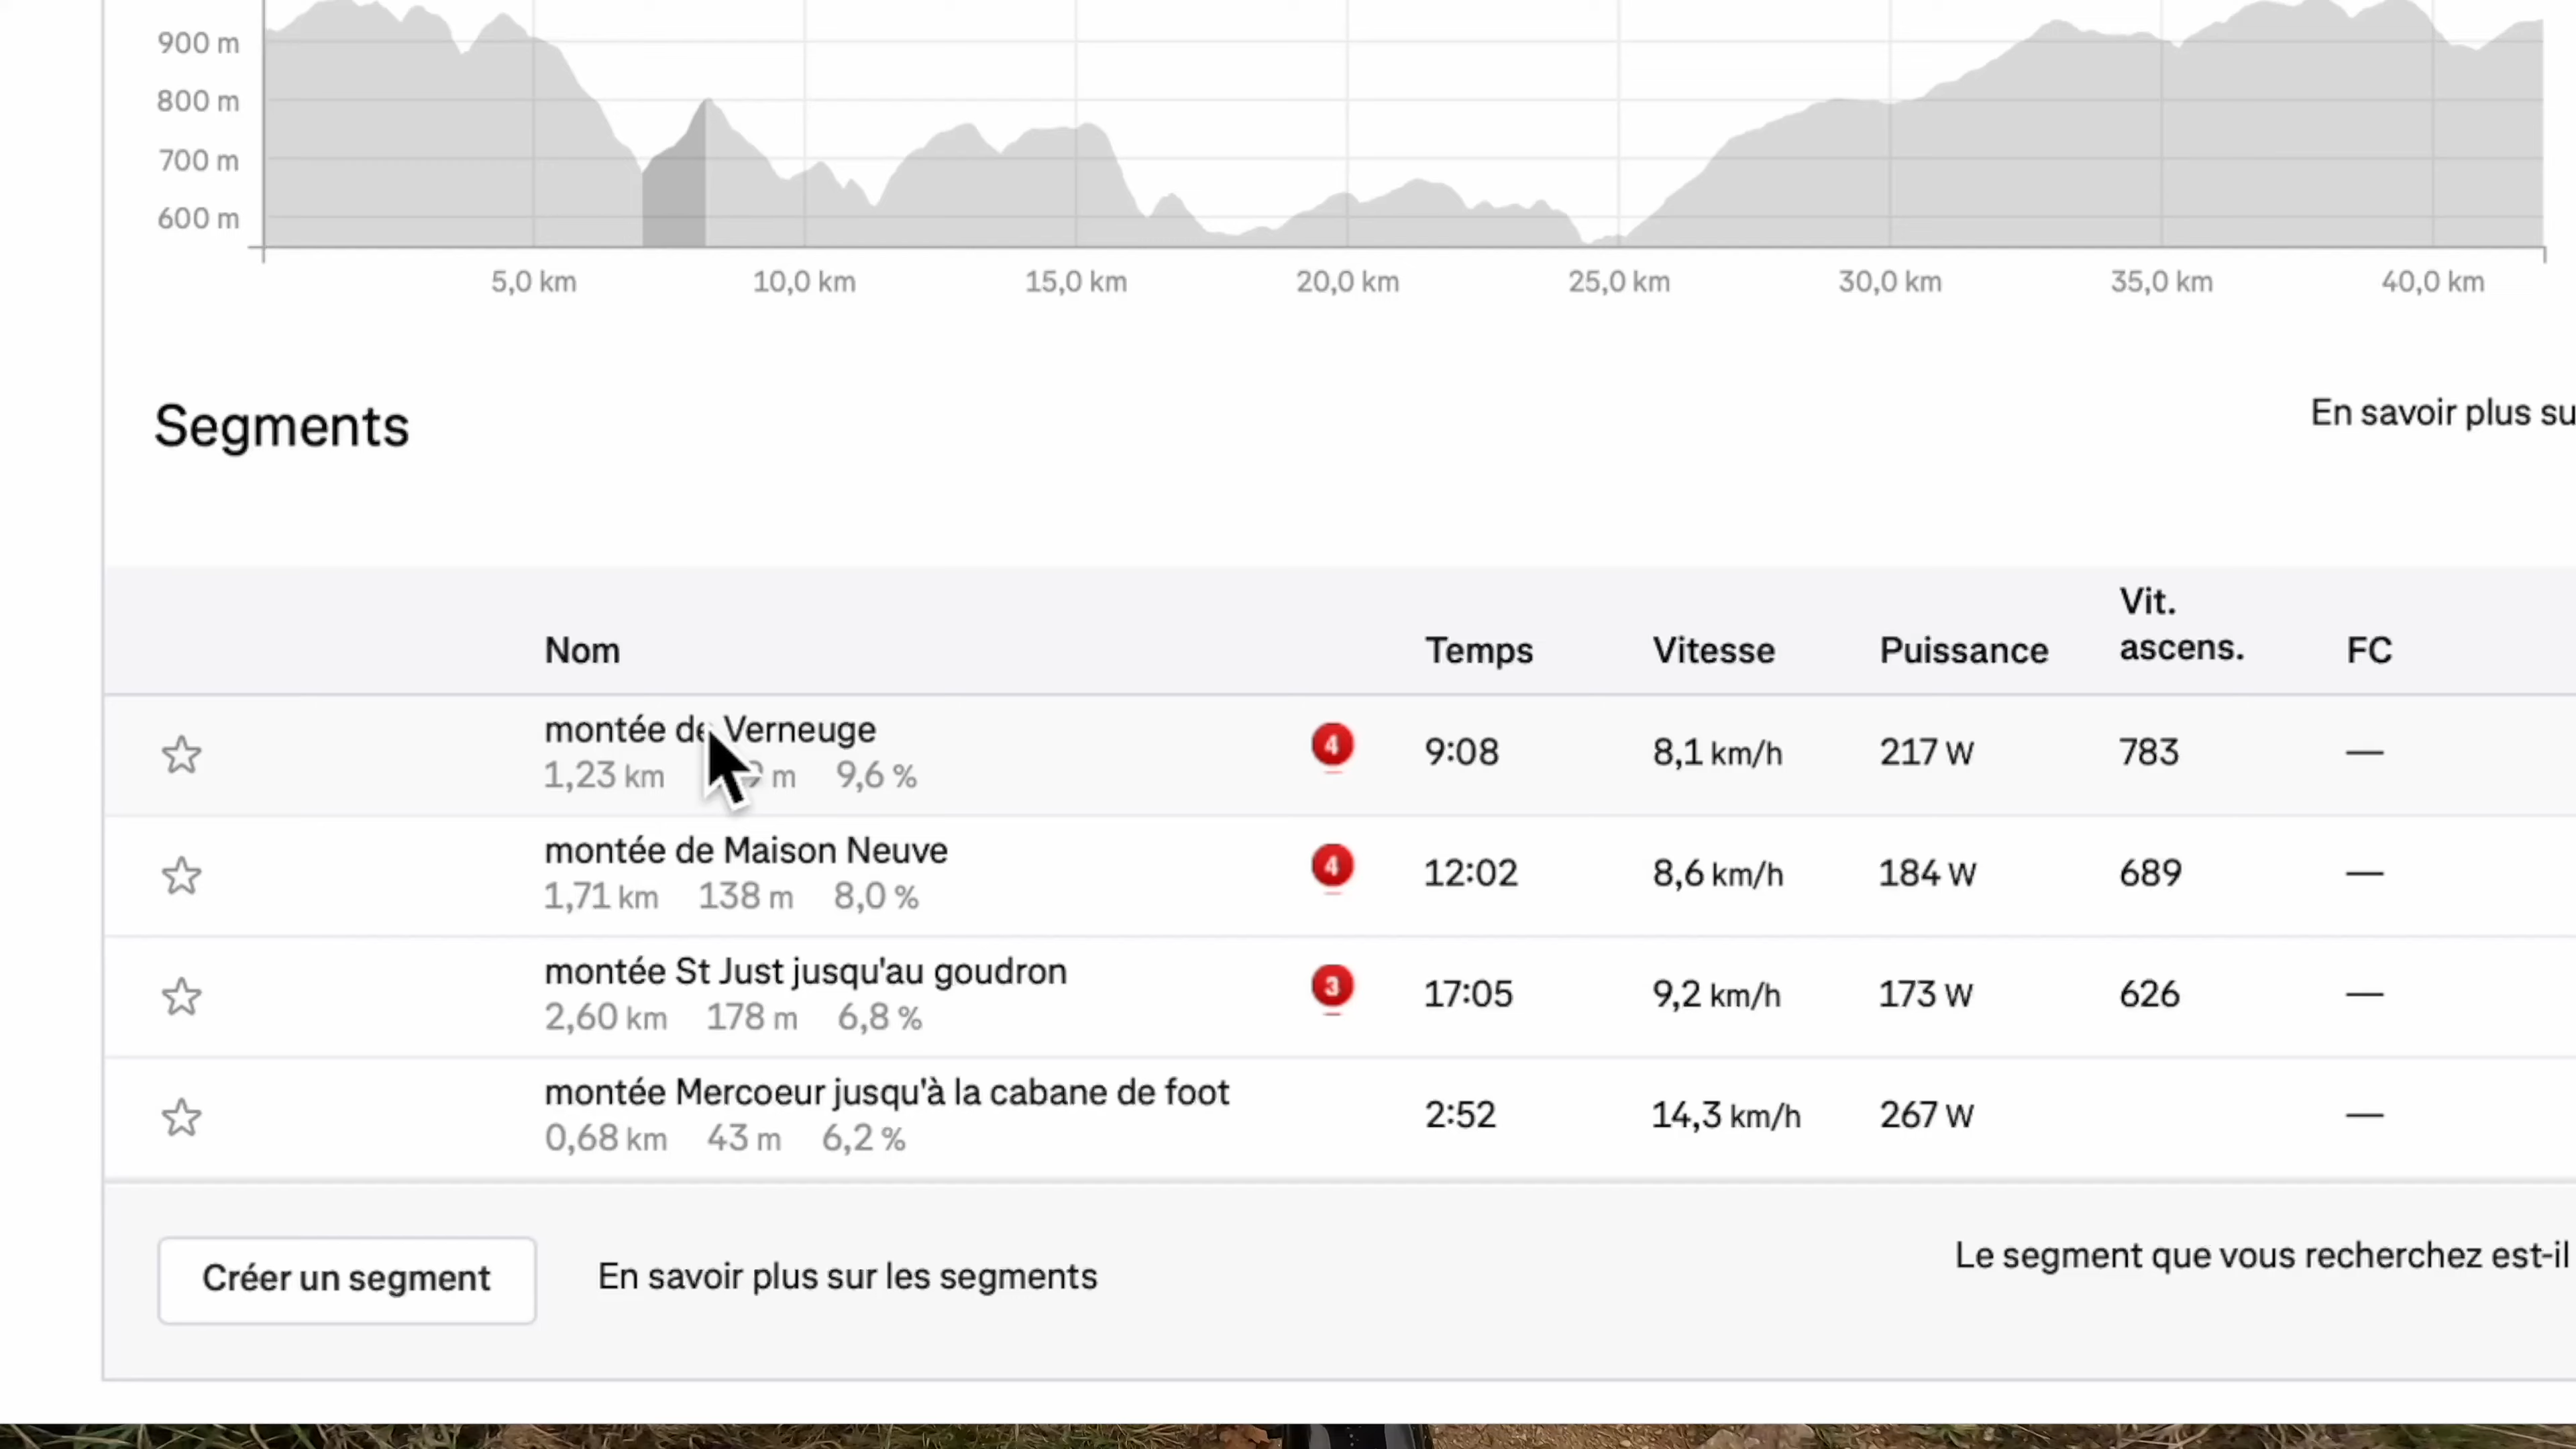 900 m
800 m
700 m
600 m
5,0 km 10,0 km 15,0 km 20,0 km 25,0 km 30,0 km 35,0 km 40,0 km
Segments
En savoir plus su
Nom Temps Vitesse Puissance Vit. ascens. FC
montée de Verneuge
1,23 km m 9,6 %
4 9:08 8,1 km/h 217 W 783 —
montée de Maison Neuve
1,71 km 138 m 8,0 %
4 12:02 8,6 km/h 184 W 689 —
montée St Just jusqu'au goudron
2,60 km 178 m 6,8 %
3 17:05 9,2 km/h 173 W 626 —
montée Mercoeur jusqu'à la cabane de foot
0,68 km 43 m 6,2 %
2:52 14,3 km/h 267 W —
Créer un segment
En savoir plus sur les segments
Le segment que vous recherchez est-il